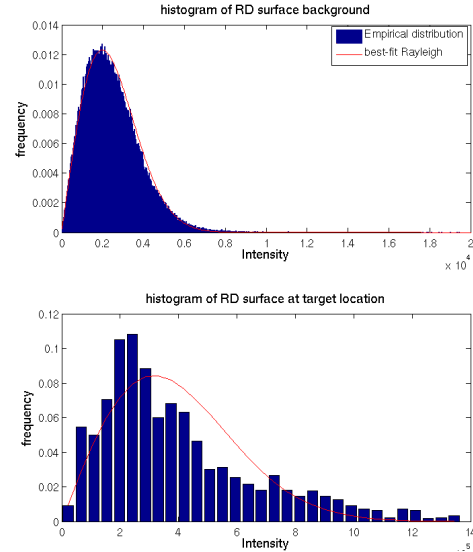 histogram of RD surface background
0.014
0.012
0.01
0.008
0.006
0.004
0.002
0
frequency
Empirical distribution
best-fit Rayleigh
0 0.2 0.4 0.6 0.8 1 1.2 1.4 1.6 1.8 2
x 10^4
Intensity
histogram of RD surface at target location
0.12
0.1
0.08
0.06
0.04
0.02
0
frequency
0 2 4 6 8 10 12 14
5
Intensity